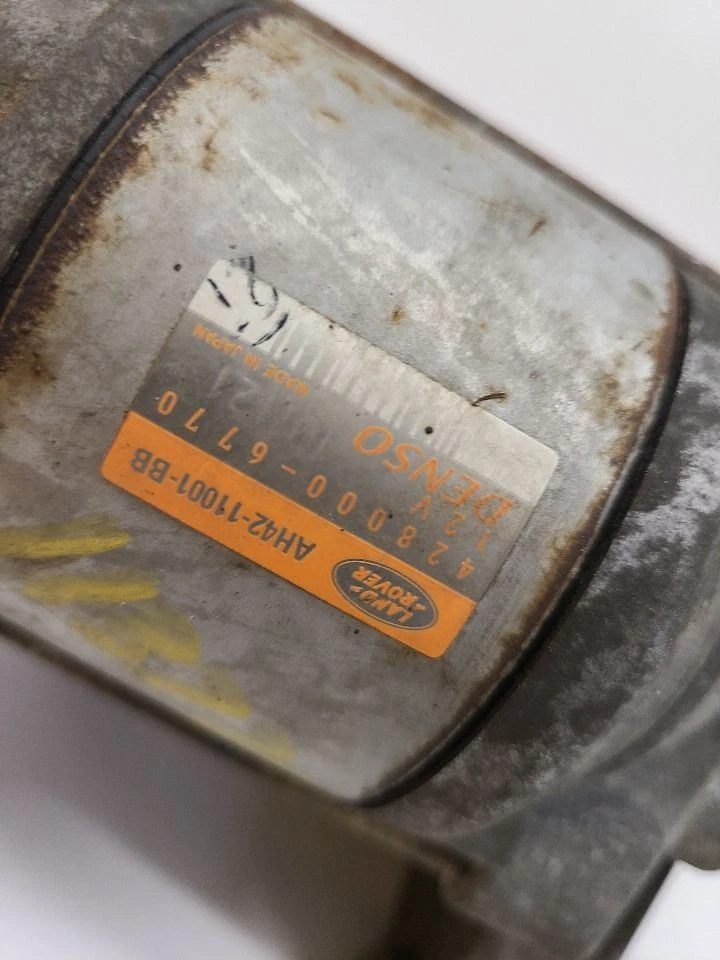 LAND-
-ROVER
AH42-11001-BB
428000-6770
12V
DENSO
MADE IN JAPAN